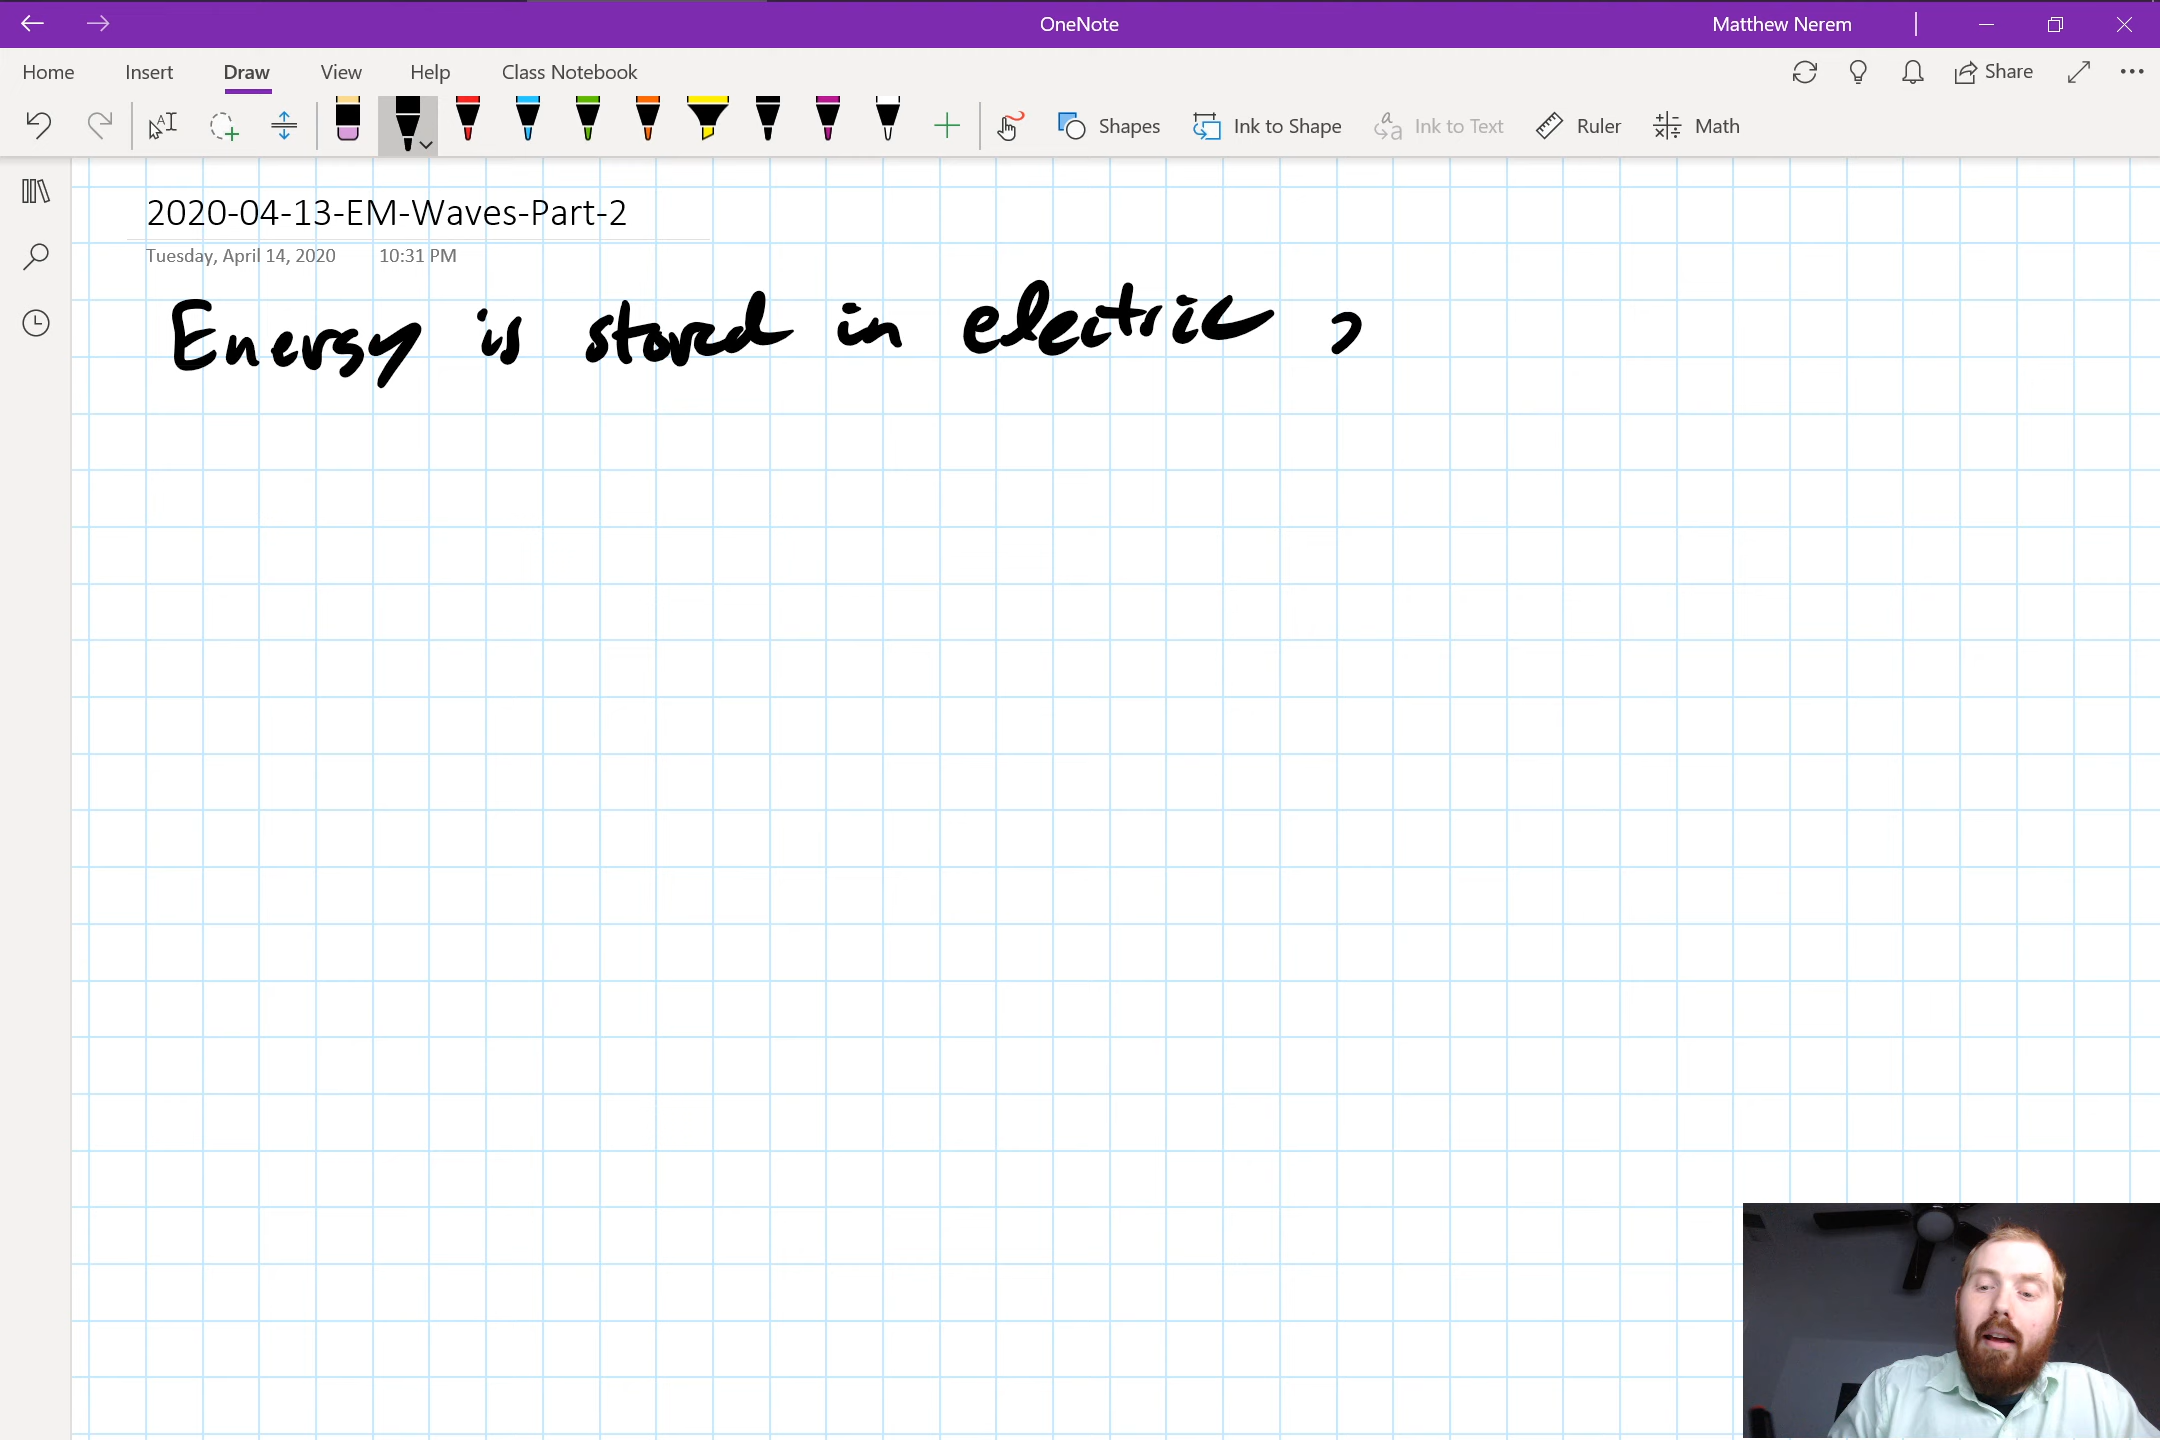 OneNote
Matthew Nerem
Home Insert Draw View Help Class Notebook
Share
Shapes Ink to Shape Ink to Text Ruler Math
2020-04-13-EM-Waves-Part-2
Tuesday, April 14, 2020 10:31 PM
Energy is stored in electric